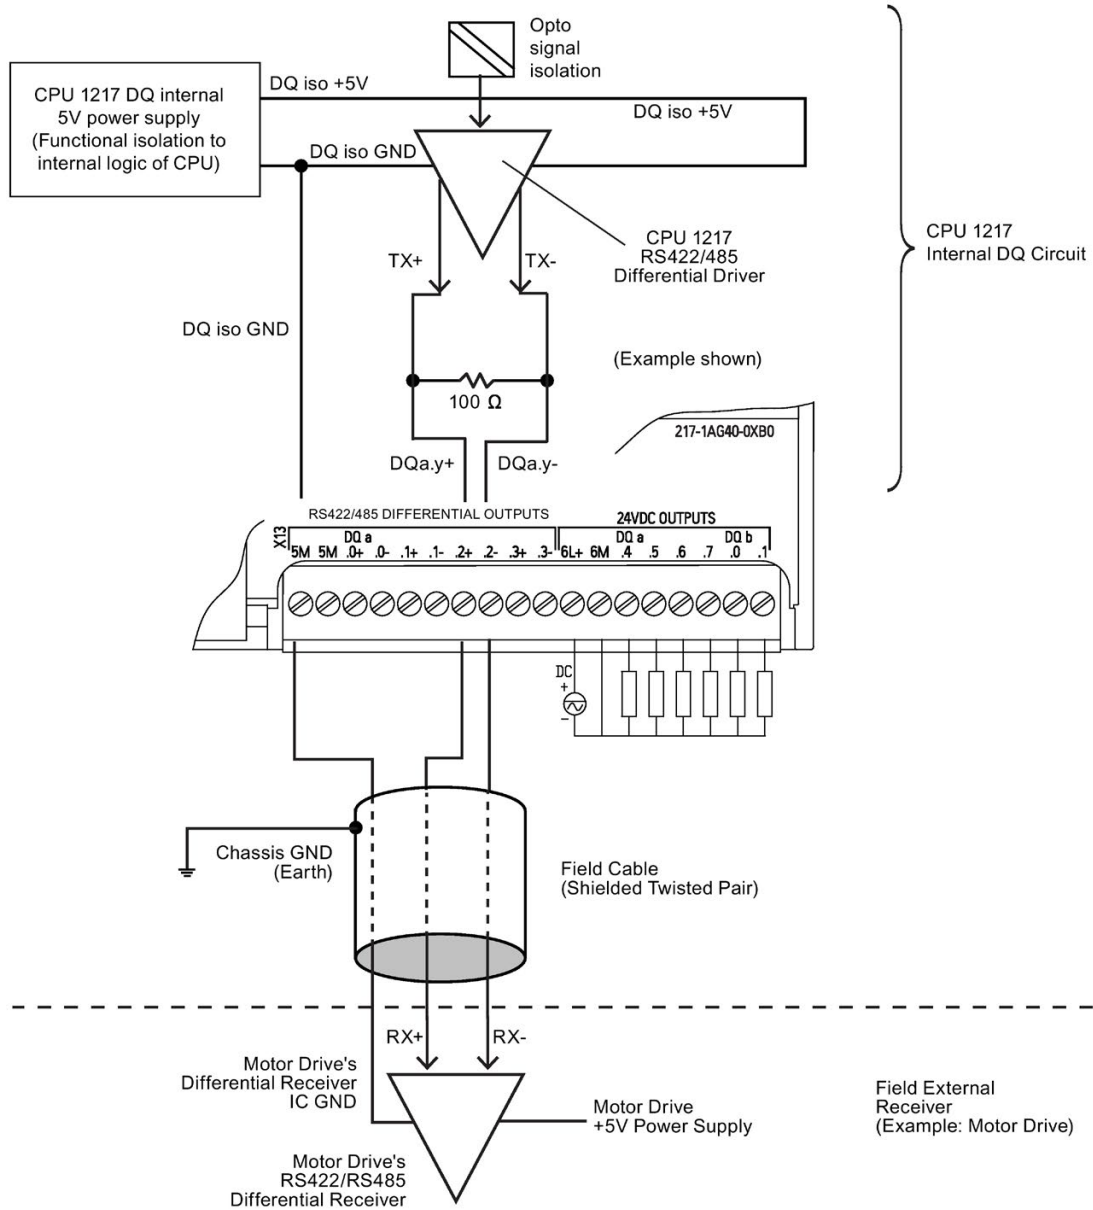 Opto
signal
isolation
CPU 1217 DQ internal
5V power supply
(Functional isolation to
internal logic of CPU)
DQ iso +5V
DQ iso +5V
DQ iso GND
CPU 1217
RS422/485
Differential Driver
CPU 1217
Internal DQ Circuit
TX+
TX-
DQ iso GND
(Example shown)
100 Ω
217-1AG40-0XB0
DQa.y+
DQa.y-
RS422/485 DIFFERENTIAL OUTPUTS
24VDC OUTPUTS
X13
DQ a
DQ a
DQ b
5M 5M .0+ .0- .1+ .1- .2+ .2- .3+ .3- 6L+ 6M .4 .5 .6 .7 .0 .1
DC
+
–
Chassis GND
(Earth)
Field Cable
(Shielded Twisted Pair)
RX+
RX-
Motor Drive's
Differential Receiver
IC GND
Motor Drive
+5V Power Supply
Field External
Receiver
(Example: Motor Drive)
Motor Drive's
RS422/RS485
Differential Receiver